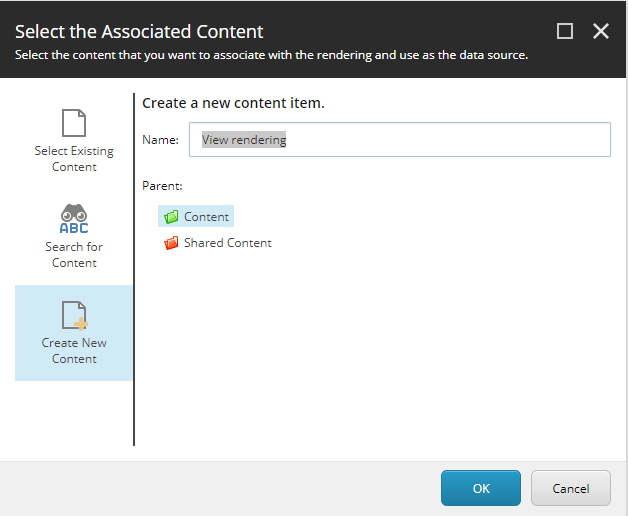 Select the Associated Content
Select the content that you want to associate with the rendering and use as the data source.
Select Existing
Content
ABC
Search for
Content
Create New
Content
Create a new content item.
Name: View rendering
Parent:
Content
Shared Content
OK Cancel